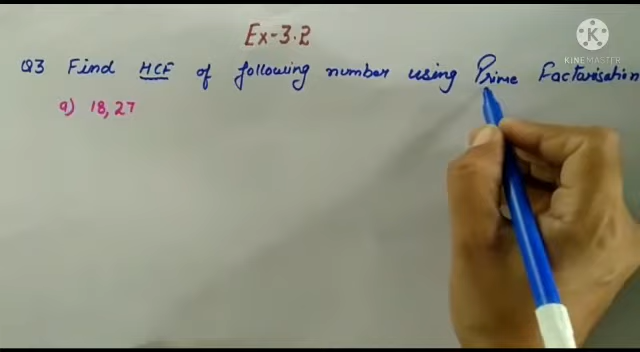 Ex-3.2
Q3 Find HCF of following number using Prime Factorisation
a) 18, 27
K
KINEMASTER